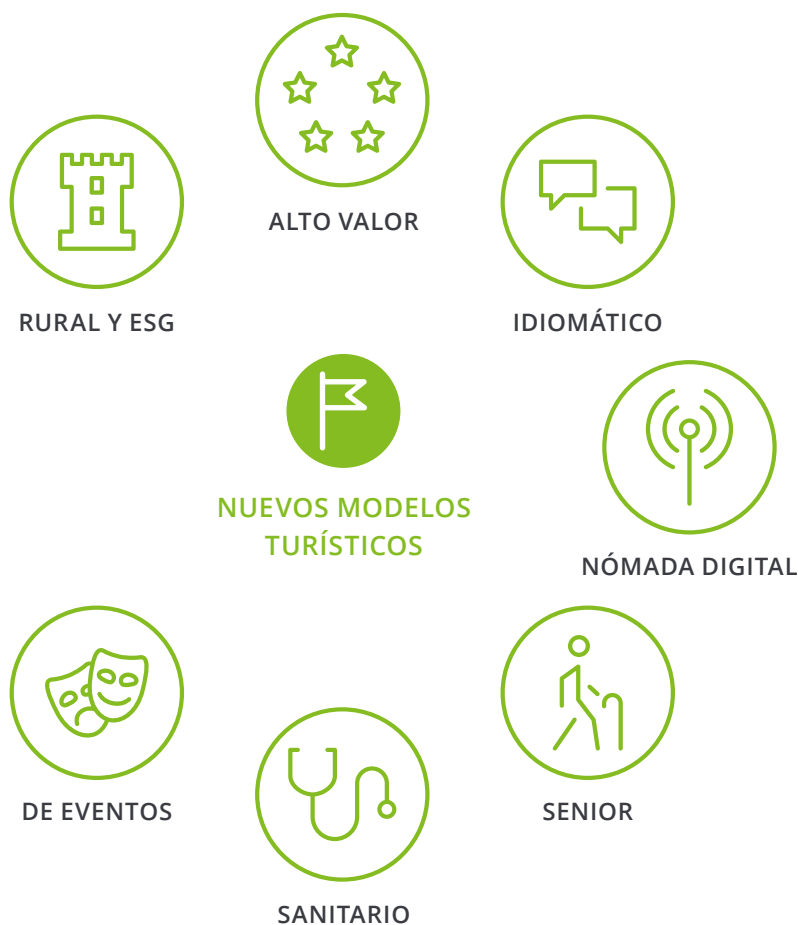 ALTO VALOR
RURAL Y ESG
IDIOMÁTICO
NUEVOS MODELOS
TURÍSTICOS
NÓMADA DIGITAL
DE EVENTOS
SENIOR
SANITARIO